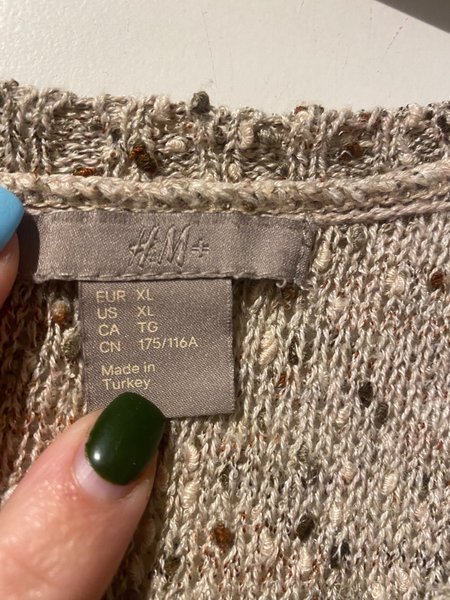 H&M+
EUR XL
US XL
CA TG
CN 175/116A
Made in
Turkey